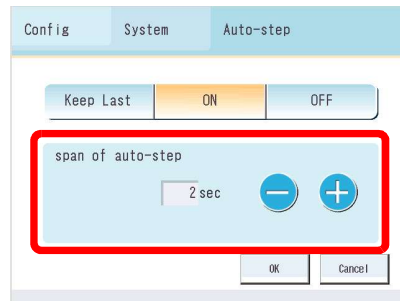 Config System Auto-step
Keep Last ON OFF
span of auto-step
2 sec
OK Cancel